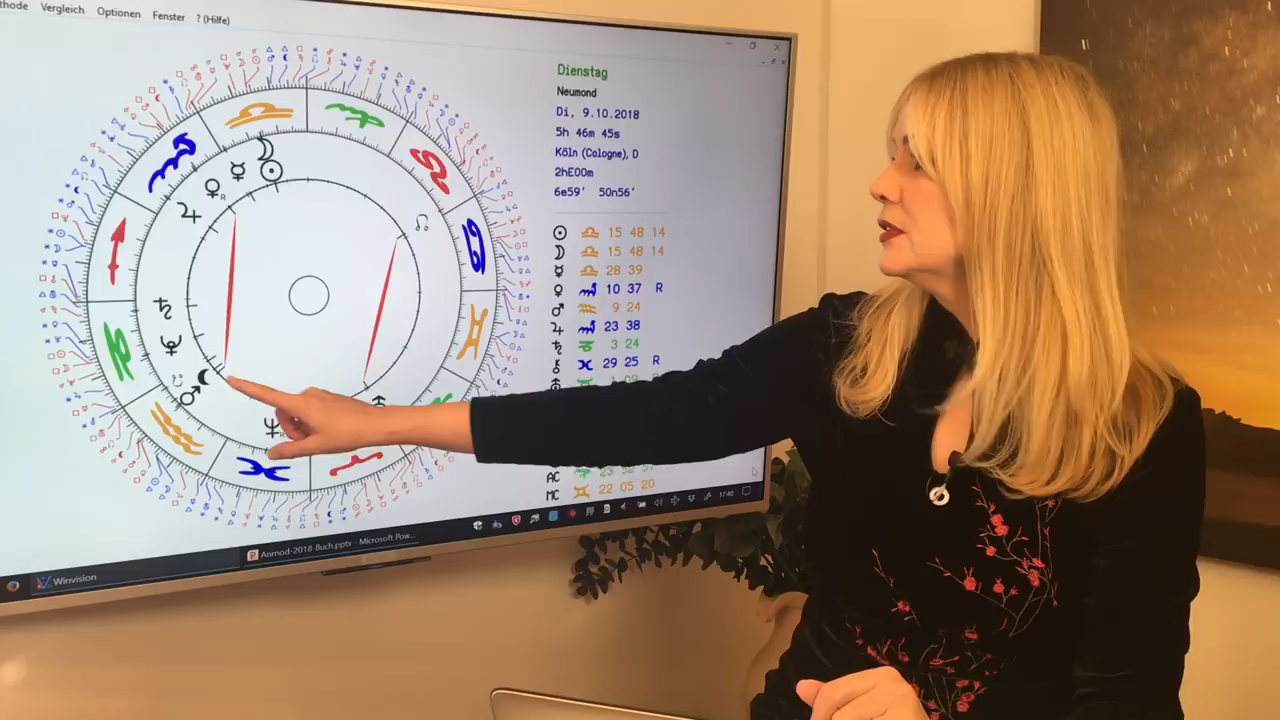 thode Vergleich Optionen Fenster ? (Hilfe)
Dienstag
Neumond
Di, 9.10.2018
5h 46m 45s
Köln (Cologne), D
2hE00m
6e59' 50n56'
15 48 14
15 48 14
28 39
10 37 R
9 24
23 38
3 24
29 25 R
AC
MC 22 05 20
17:40
Anmod-2018-Buch.pptx - Microsoft Pow...
Winvision